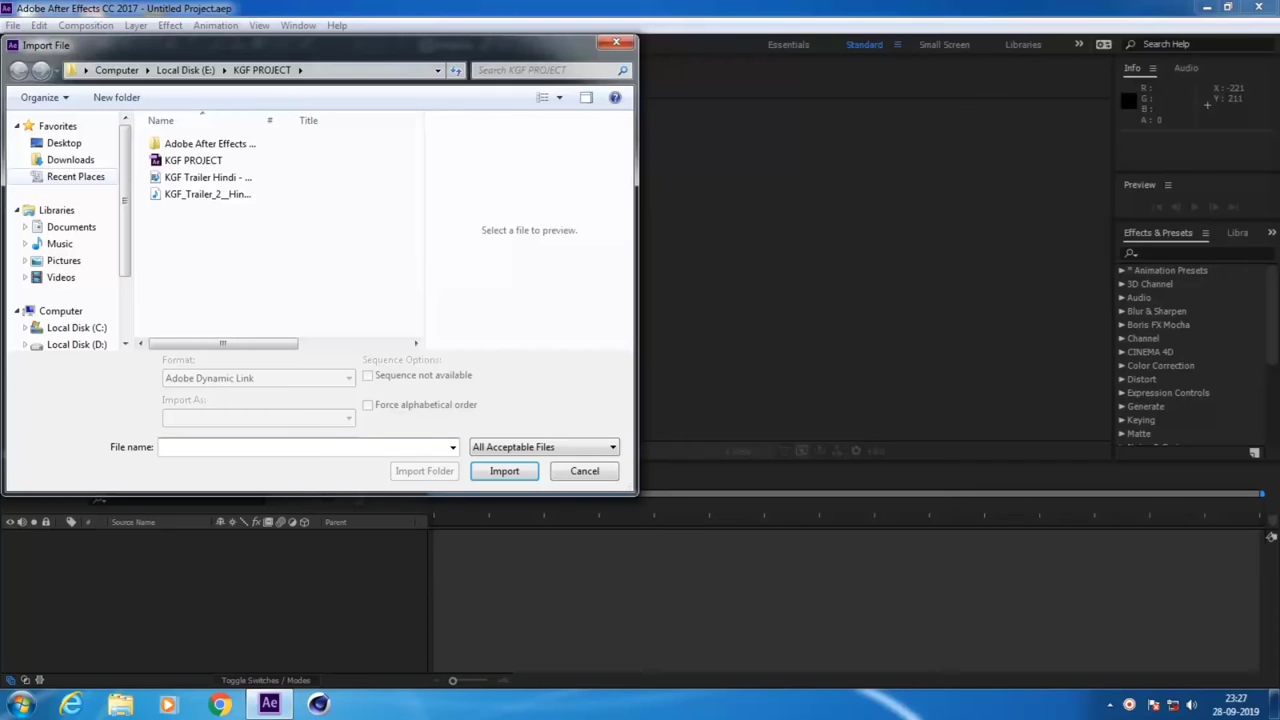 Adobe After Effects CC 2017 - Untitled Project.aep
File Edit Composition Layer Effect Animation View Window Help
Import File
Essentials Standard Small Screen Libraries Search Help
Computer Local Disk (E:) KGF PROJECT Search KGF PROJECT
Info Audio
R : X: -221
G : Y: 211
B :
A : 0
Organize New folder
Favorites
Desktop
Downloads
Recent Places
Libraries
Documents
Music
Pictures
Videos
Computer
Local Disk (C:)
Local Disk (D:)
Name # Title
Adobe After Effects ...
KGF PROJECT
KGF Trailer Hindi - ...
KGF_Trailer_2__Hin...
Select a file to preview.
Preview
Effects & Presets Libra
* Animation Presets
3D Channel
Audio
Blur & Sharpen
Boris FX Mocha
Channel
CINEMA 4D
Color Correction
Distort
Expression Controls
Generate
Keying
Matte
Format:
Adobe Dynamic Link
Import As:
Sequence Options:
Sequence not available
Force alphabetical order
File name: All Acceptable Files
Import Folder Import Cancel
# Source Name Parent
Toggle Switches / Modes
23:27
28-09-2019